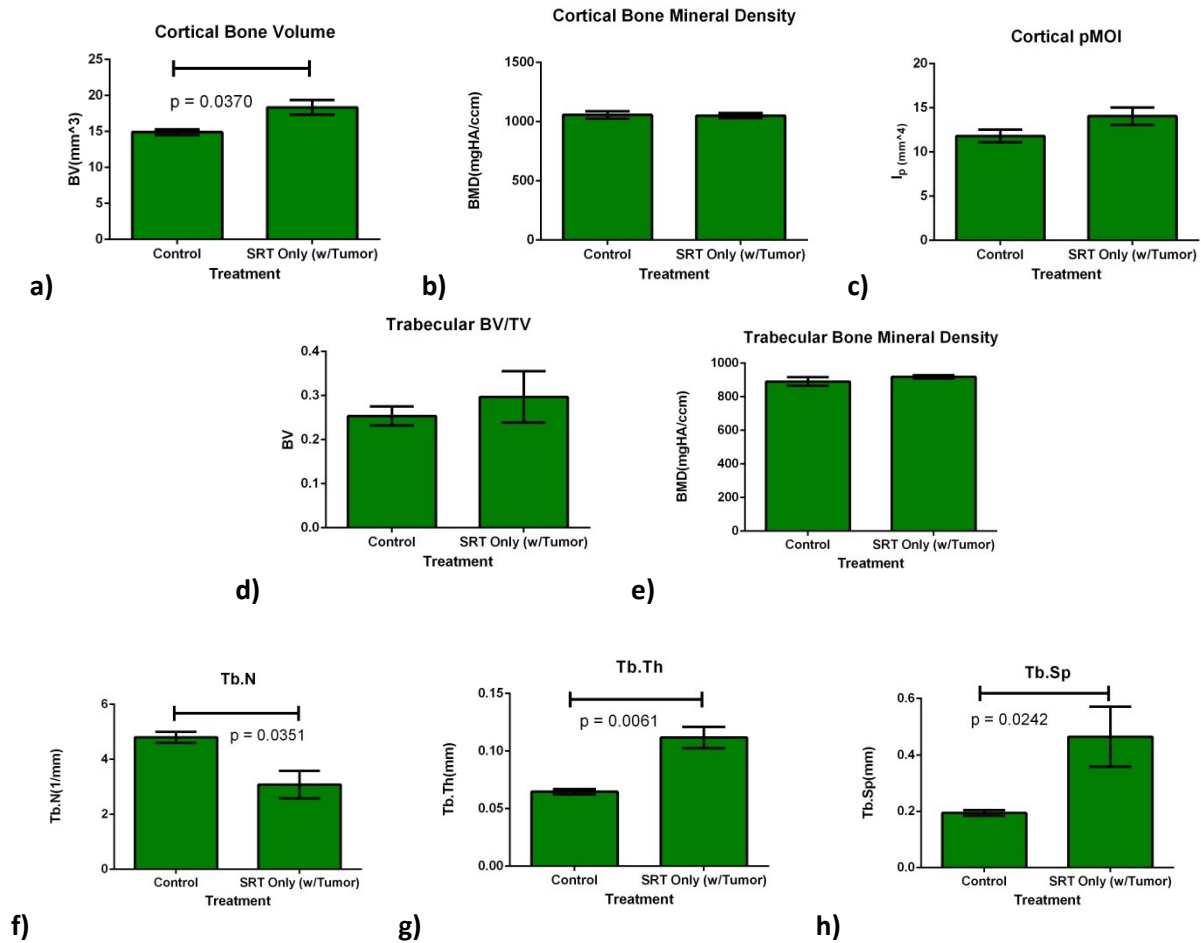 Cortical Bone Volume
25
20
15
10
5
0
BV(mm^3)
p = 0.0370
Control
SRT Only (w/Tumor)
Treatment
a)
Cortical Bone Mineral Density
1500
1000
500
0
BMD(mgHA/ccm)
Control
SRT Only (w/Tumor)
Treatment
b)
Cortical pMOI
20
15
10
5
0
Ip (mm^4)
Control
SRT Only (w/Tumor)
Treatment
c)
Trabecular BV/TV
0.4
0.3
0.2
0.1
0.0
BV
Control
SRT Only (w/Tumor)
Treatment
d)
Trabecular Bone Mineral Density
1000
800
600
400
200
0
BMD(mgHA/ccm)
Control
SRT Only (w/Tumor)
Treatment
e)
Tb.N
6
4
2
0
Tb.N(1/mm)
p = 0.0351
Control
SRT Only (w/Tumor)
Treatment
f)
Tb.Th
0.15
0.10
0.05
0.00
Tb.Th(mm)
p = 0.0061
Control
SRT Only (w/Tumor)
Treatment
g)
Tb.Sp
0.6
0.4
0.2
0.0
Tb.Sp(mm)
p = 0.0242
Control
SRT Only (w/Tumor)
Treatment
h)